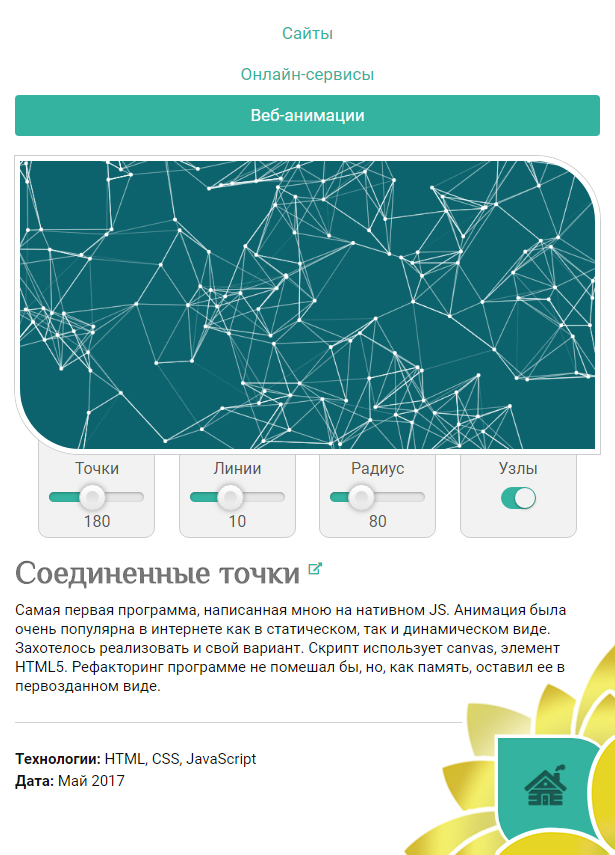 Сайты
Онлайн-сервисы
Веб-анимации
Точки Линии Радиус Узлы
180 10 80
Соединенные точки
Самая первая программа, написанная мною на нативном JS. Анимация была
очень популярна в интернете как в статическом, так и динамическом виде.
Захотелось реализовать и свой вариант. Скрипт использует canvas, элемент
HTML5. Рефакторинг программе не помешал бы, но, как память, оставил ее в
первозданном виде.
Технологии: HTML, CSS, JavaScript
Дата: Май 2017